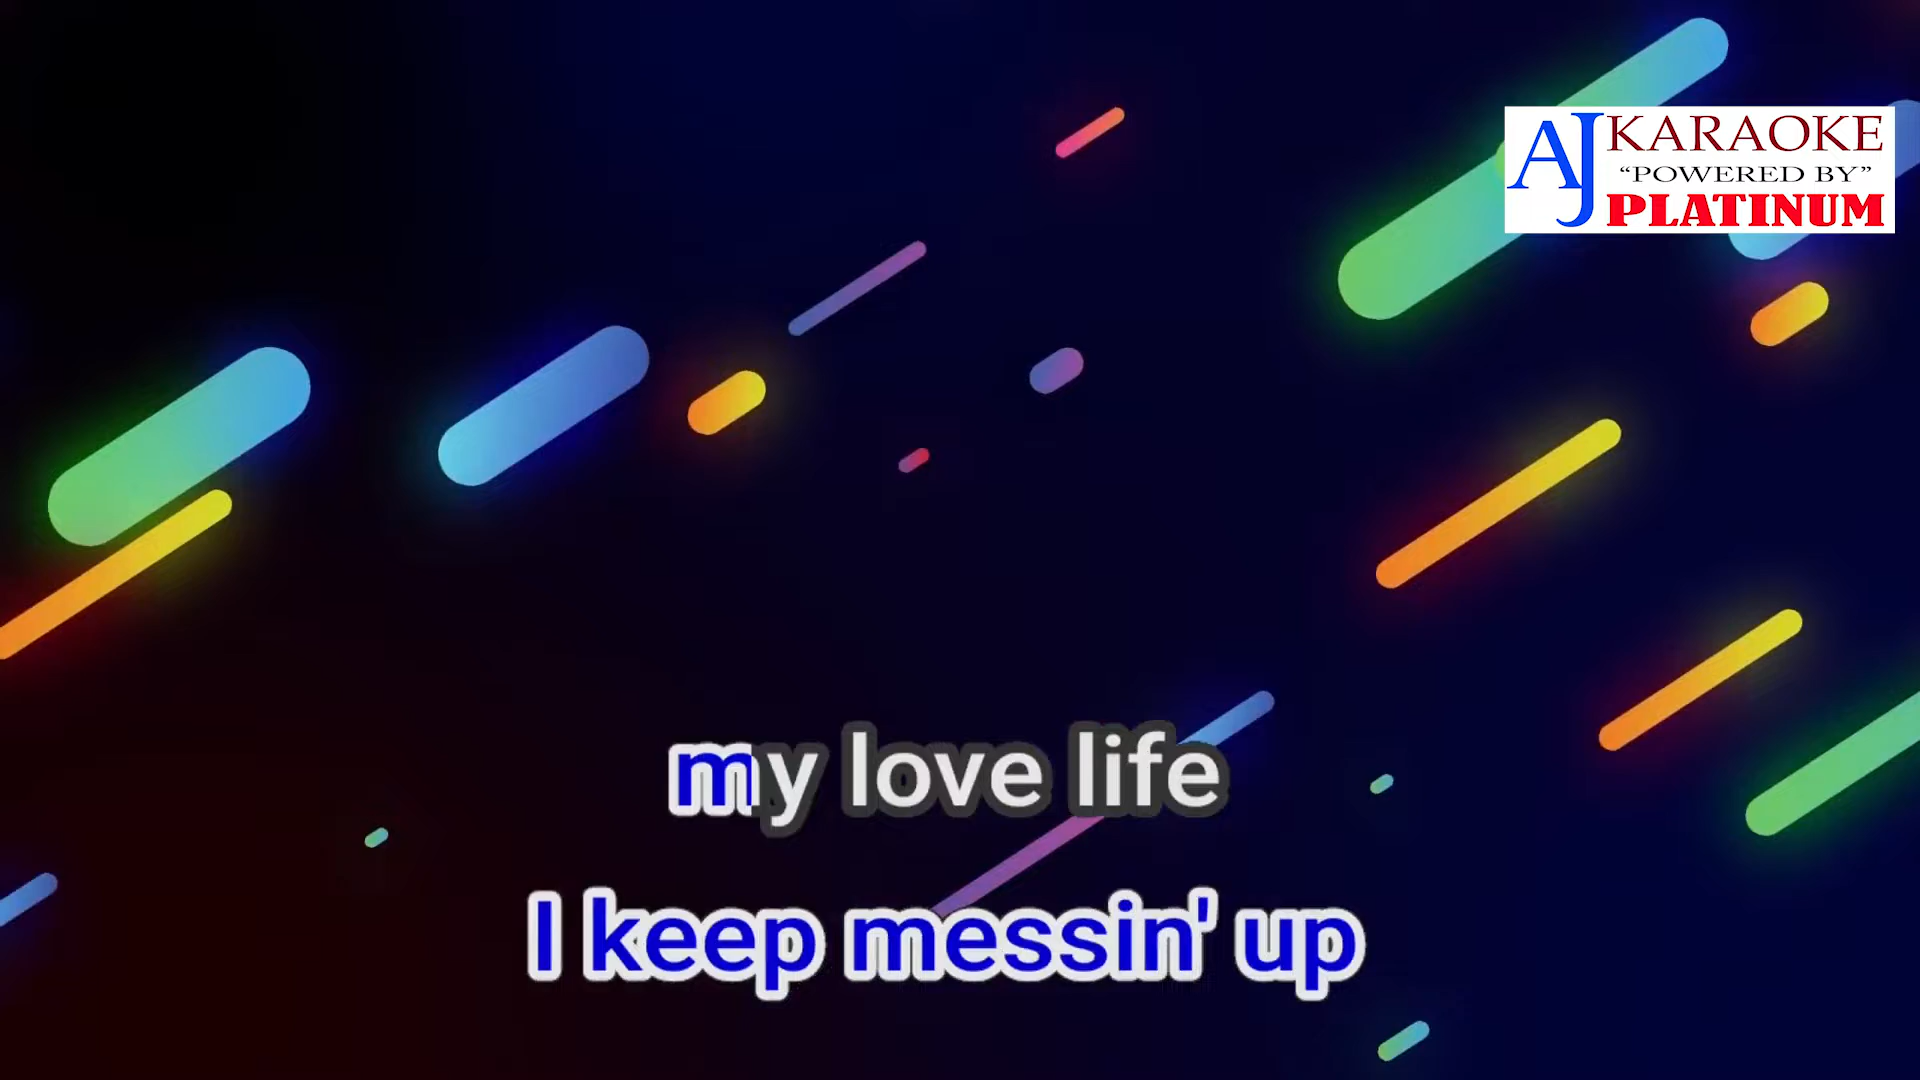 AJ KARAOKE
“POWERED BY”
PLATINUM
my love life
I keep messin' up